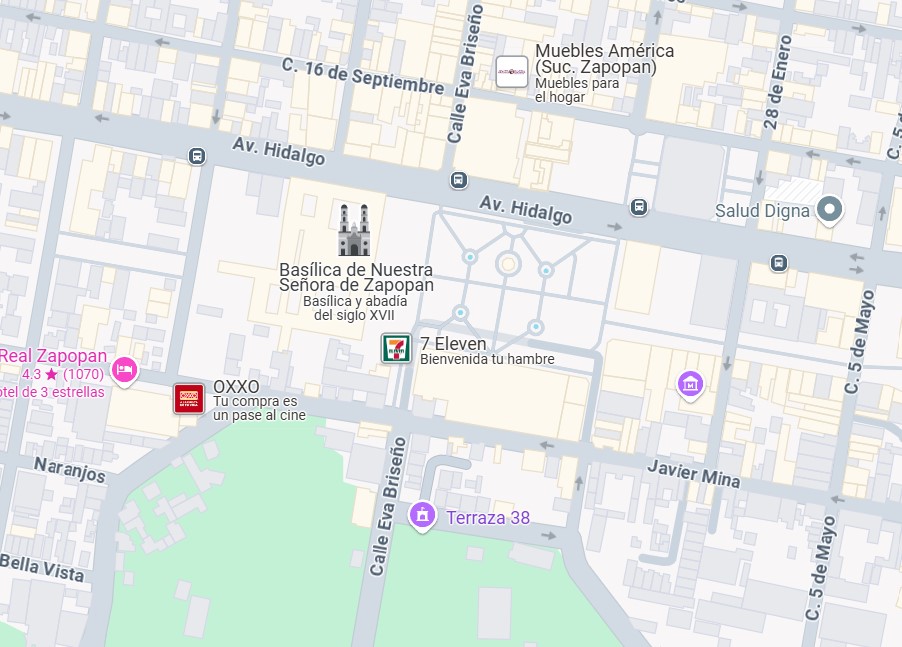 Calle Eva Briseño
Muebles América
(Suc. Zapopan)
Muebles para
el hogar
C. 16 de Septiembre
28 de Enero
Av. Hidalgo
Av. Hidalgo
Salud Digna
Basílica de Nuestra
Señora de Zapopan
Basílica y abadía
del siglo XVII
C. 5 de Mayo
7 Eleven
Bienvenida tu hambre
Real Zapopan
4.3 ★ (1070)
otel de 3 estrellas
OXXO
Tu compra es
un pase al cine
Naranjos
Calle Eva Briseño
Javier Mina
Terraza 38
Bella Vista
C. 5 de Mayo